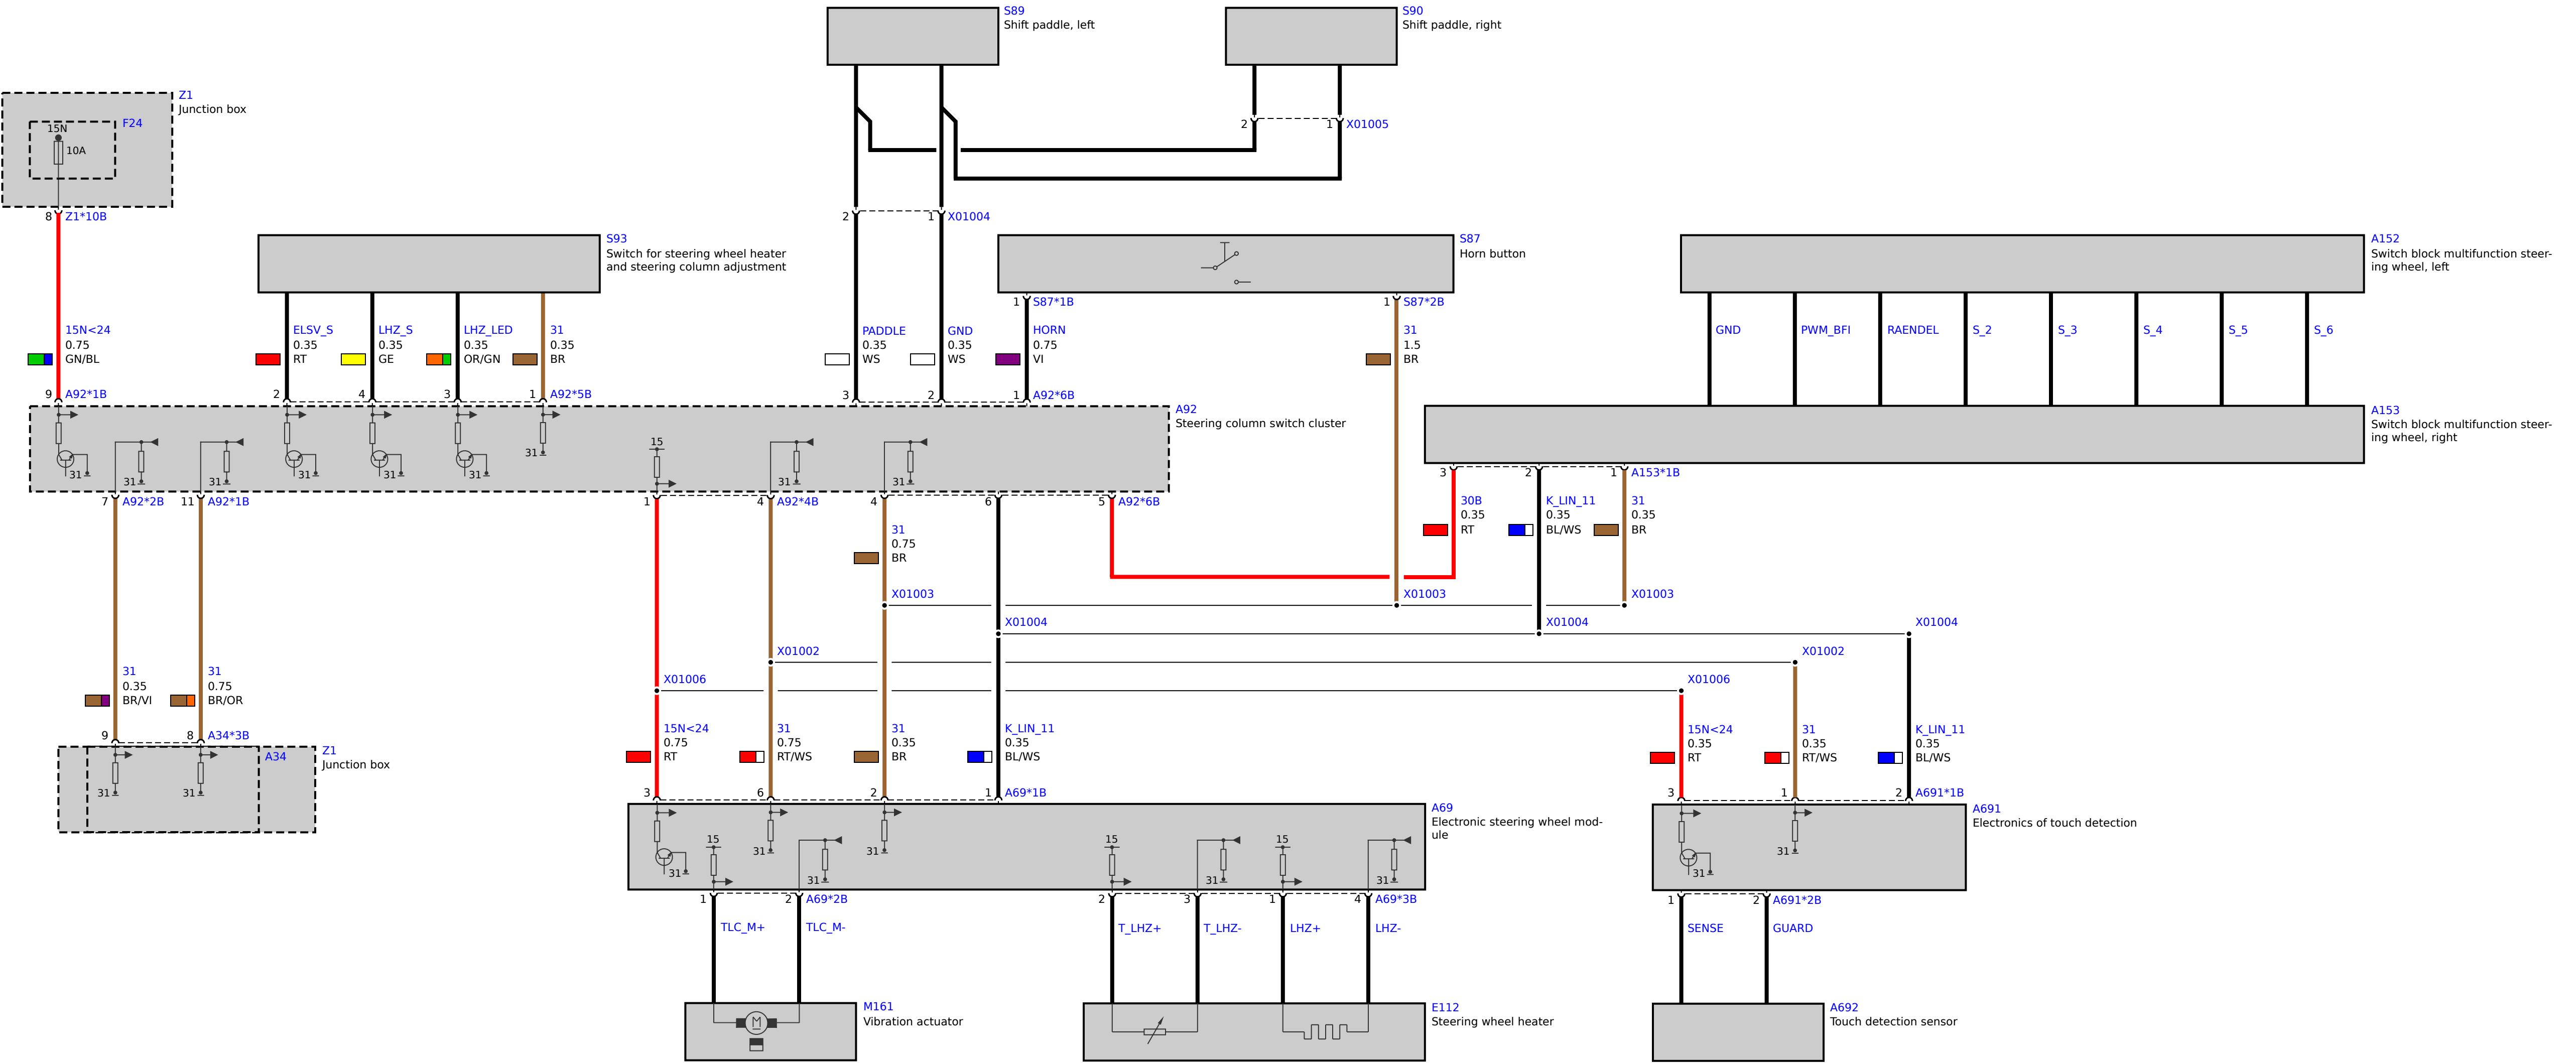 S89
Shift paddle, left
S90
Shift paddle, right
Z1
Junction box
F24
15N
10A
2
1
X01005
8
Z1*10B
2
1
X01004
S93
Switch for steering wheel heater
and steering column adjustment
S87
Horn button
A152
Switch block multifunction steer-
ing wheel, left
1
S87*1B
1
S87*2B
15N<24
0.75
GN/BL
ELSV_S
0.35
RT
LHZ_S
0.35
GE
LHZ_LED
0.35
OR/GN
31
0.35
BR
PADDLE
0.35
WS
GND
0.35
WS
HORN
0.75
VI
31
1.5
BR
GND
PWM_BFI
RAENDEL
S_2
S_3
S_4
S_5
S_6
9
A92*1B
2
4
3
1
A92*5B
3
2
1
A92*6B
A92
Steering column switch cluster
A153
Switch block multifunction steer-
ing wheel, right
31
31
31
31
31
31
31
15
31
31
7
A92*2B
11
A92*1B
1
4
A92*4B
4
6
5
A92*6B
3
2
1
A153*1B
30B
0.35
RT
K_LIN_11
0.35
BL/WS
31
0.35
BR
31
0.75
BR
X01003
X01003
X01003
X01004
X01004
X01004
X01002
X01002
X01006
X01006
31
0.35
BR/VI
31
0.75
BR/OR
15N<24
0.75
RT
31
0.75
RT/WS
31
0.35
BR
K_LIN_11
0.35
BL/WS
15N<24
0.35
RT
31
0.35
RT/WS
K_LIN_11
0.35
BL/WS
9
8
A34*3B
A34
Z1
Junction box
31
31
3
6
2
1
A69*1B
3
1
2
A691*1B
A69
Electronic steering wheel mod-
ule
A691
Electronics of touch detection
31
15
31
31
31
15
31
15
31
31
31
1
2
A69*2B
2
3
1
4
A69*3B
1
2
A691*2B
TLC_M+
TLC_M-
T_LHZ+
T_LHZ-
LHZ+
LHZ-
SENSE
GUARD
M
M161
Vibration actuator
E112
Steering wheel heater
A692
Touch detection sensor